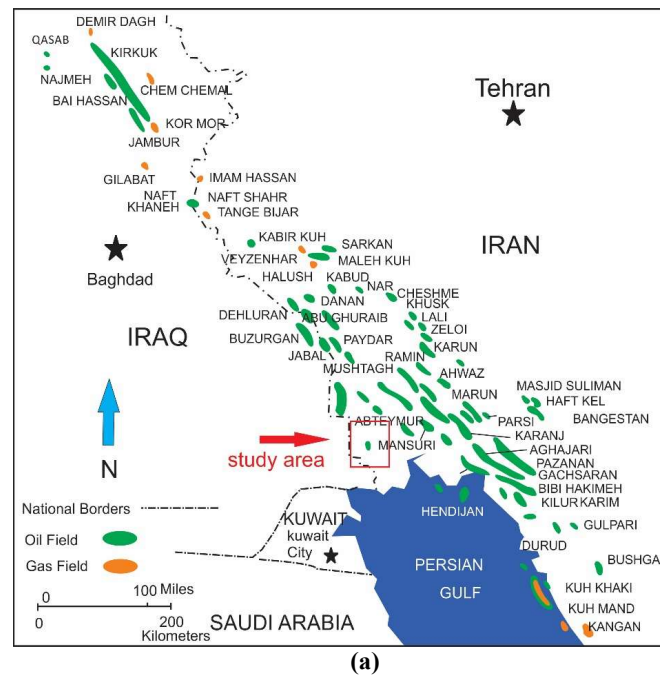 DEMIR DAGH
QASAB
KIRKUK
NAJMEH
CHEM CHEMAL
BAI HASSAN
KOR MOR
JAMBUR
Tehran
GILABAT
IMAM HASSAN
NAFT
KHANEH
NAFT SHAHR
TANGE BIJAR
KABIR KUH
SARKAN
IRAN
VEYZENHAR
MALEH KUH
Baghdad
HALUSH
KABUD
NAR
CHESHME
KHUSK
DANAN
DEHLURAN
ABU GHURAIB
LALI
ZELOI
IRAQ
BUZURGAN
PAYDAR
KARUN
JABAL
RAMIN
MUSHTAGH
AHWAZ
MASJID SULIMAN
MARUN
HAFT KEL
ABTEYMUR
PARSI
BANGESTAN
study area
MANSURI
KARANJ
AGHAJARI
N
PAZANAN
GACHSARAN
BIBI HAKIMEH
National Borders
HENDIJAN
KILUR KARIM
KUWAIT
kuwait
City
Oil Field
GULPARI
DURUD
Gas Field
PERSIAN
GULF
BUSHGA
KUH KHAKI
0 100 Miles
KUH MAND
0 200
Kilometers
SAUDI ARABIA
KANGAN
(a)